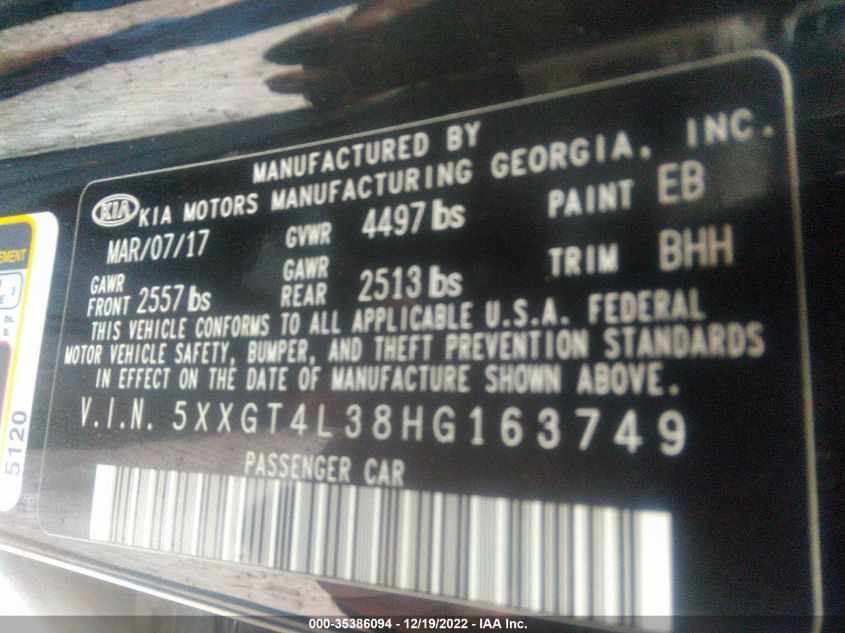 MANUFACTURED BY
KIA KIA MOTORS MANUFACTURING GEORGIA, INC.
MAR/07/17 GVWR 4497 lbs PAINT EB
GAWR FRONT 2557 lbs GAWR REAR 2513 lbs TRIM BHH
THIS VEHICLE CONFORMS TO ALL APPLICABLE U.S.A. FEDERAL
MOTOR VEHICLE SAFETY, BUMPER, AND THEFT PREVENTION STANDARDS
IN EFFECT ON THE DATE OF MANUFACTURE SHOWN ABOVE.
V.I.N. 5XXGT4L38HG163749
PASSENGER CAR
5120
000-35386094 - 12/19/2022 - IAA Inc.